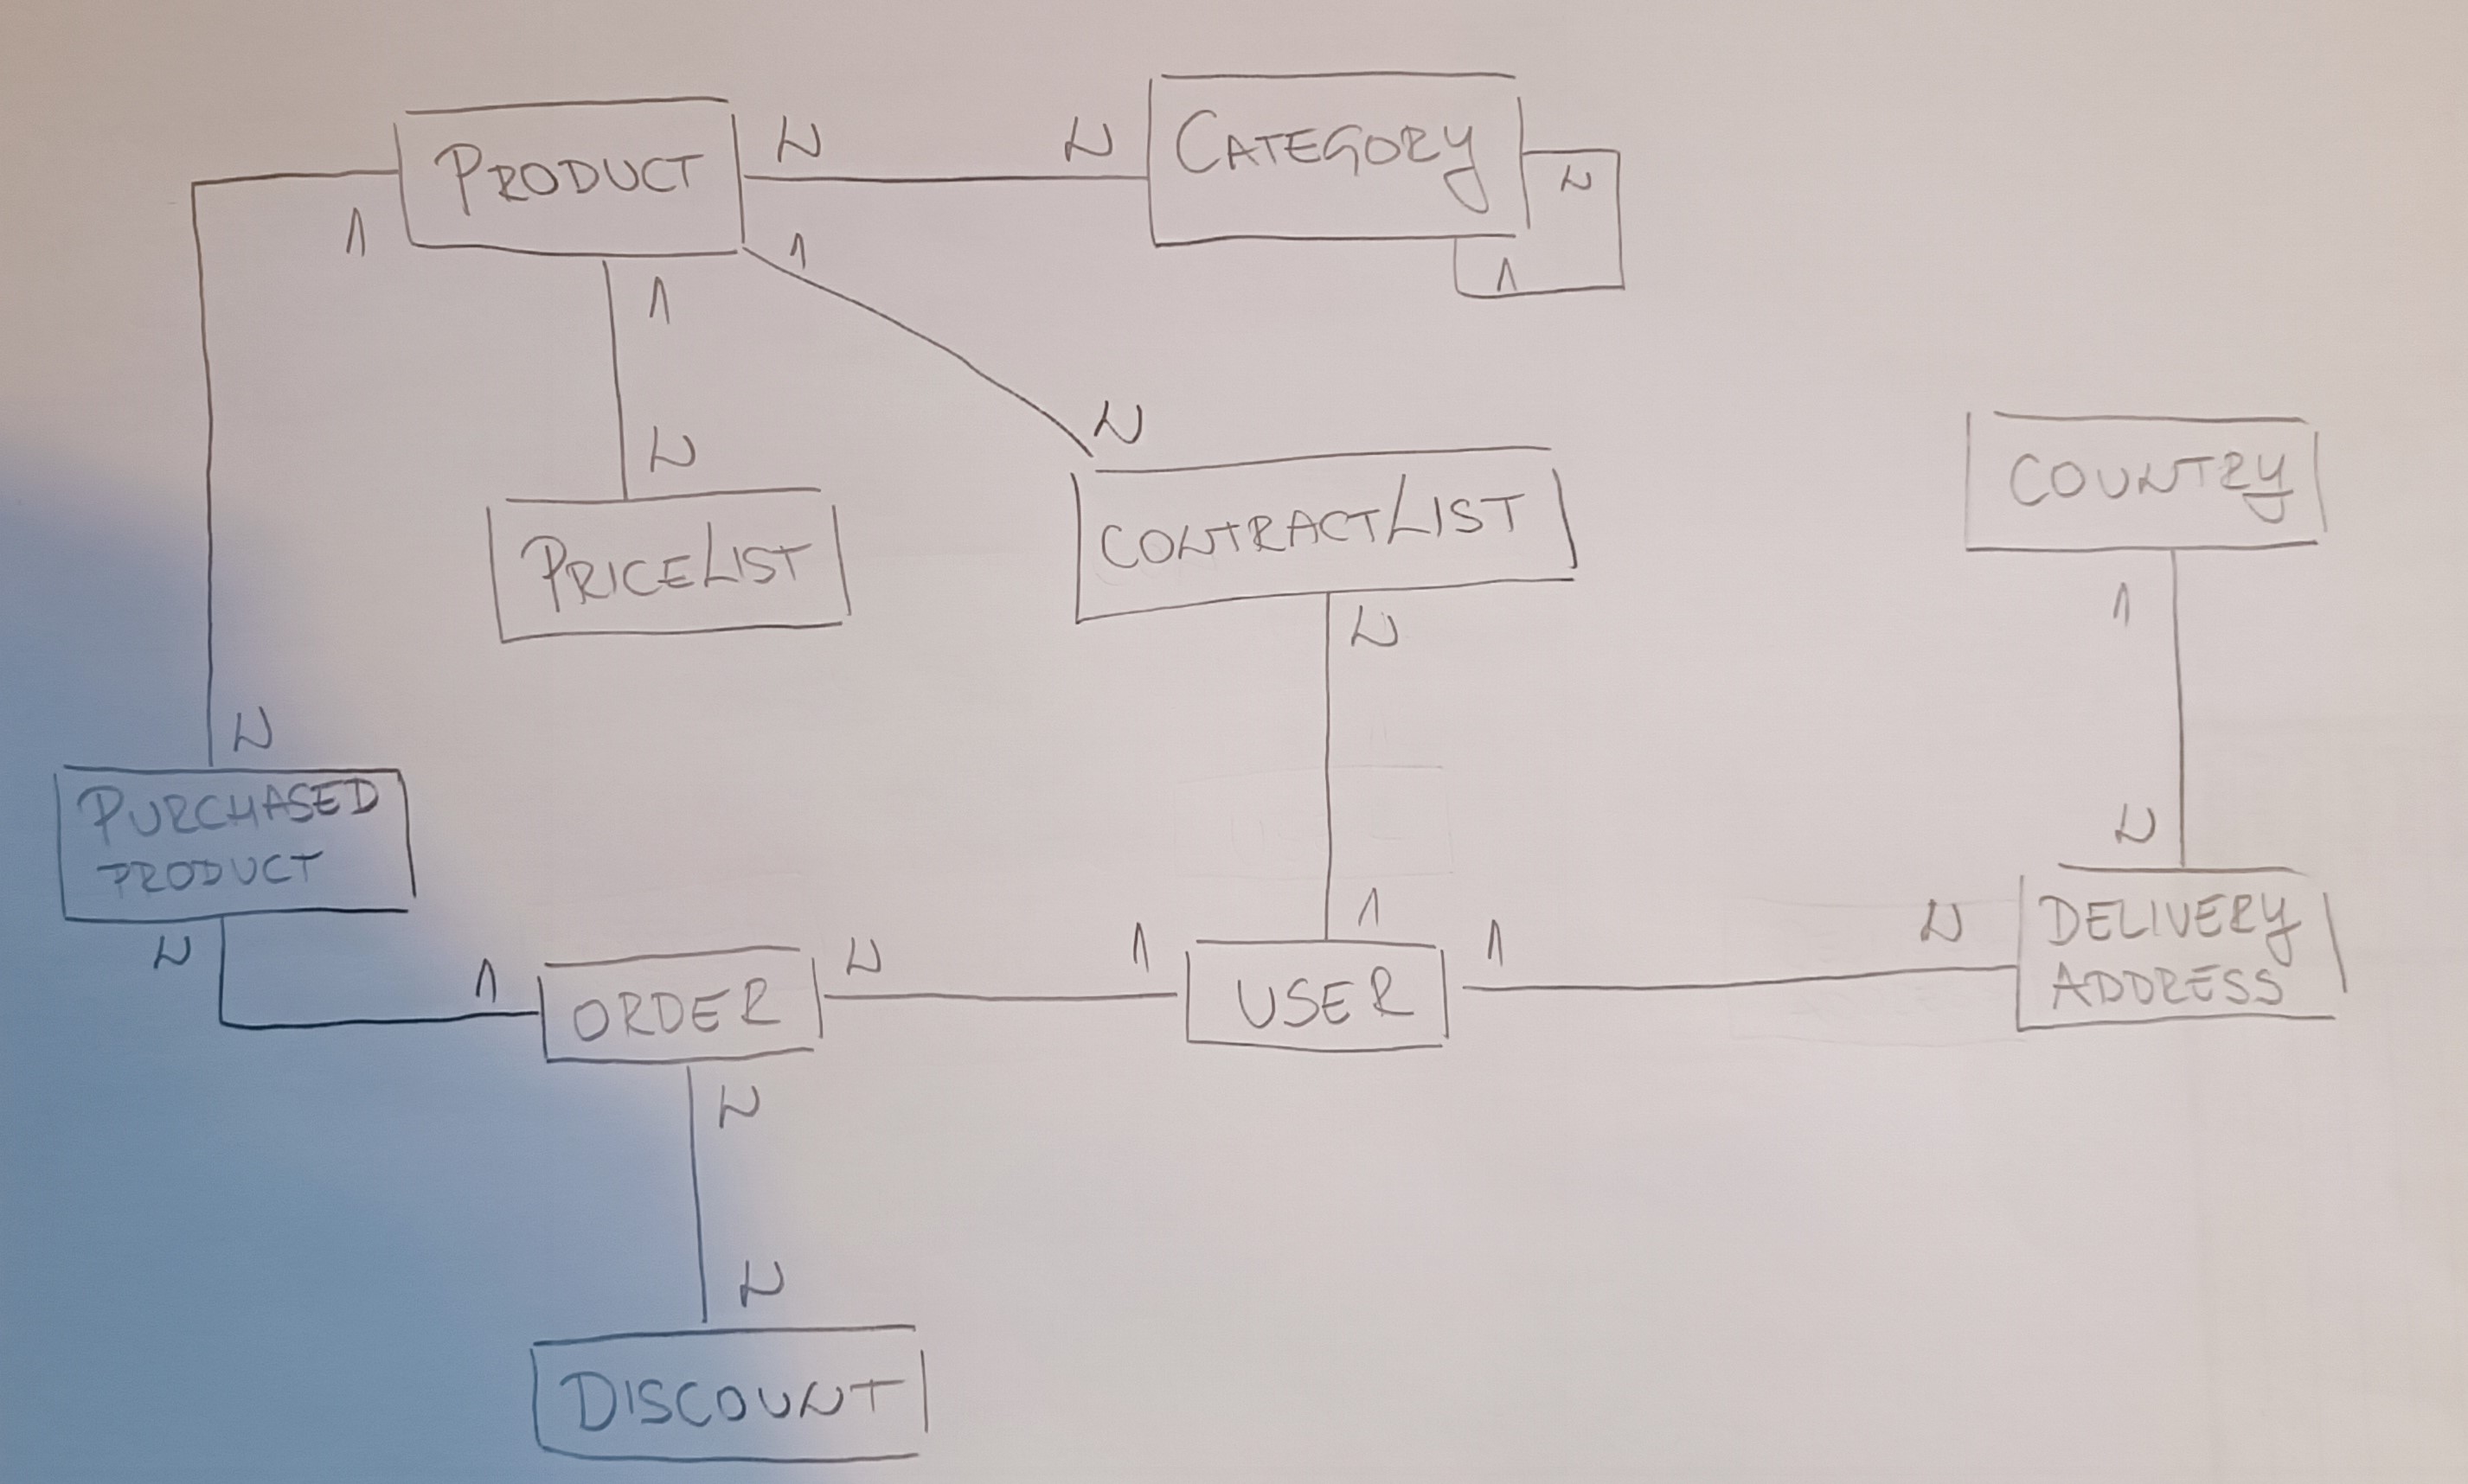 PRODUCT
N
N
CATEGORY
N
1
1
1
1
N
N
PRICELIST
CONTRACTLIST
COUNTRY
N
1
N
PURCHASED
PRODUCT
N
N
1
ORDER
N
1
1
USER
1
N
DELIVERY
ADDRESS
N
N
DISCOUNT